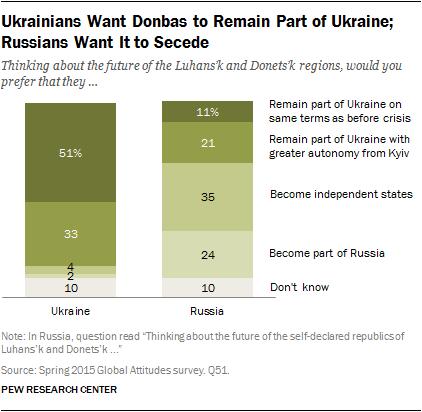 Ukrainians Want Donbas to Remain Part of Ukraine;
Russians Want It to Secede
Thinking about the future of the Luhans’k and Donets’k regions, would you
prefer that they ...
51%
33
4
2
10
Ukraine
11%
21
35
24
10
Russia
Remain part of Ukraine on
same terms as before crisis
Remain part of Ukraine with
greater autonomy from Kyiv
Become independent states
Become part of Russia
Don't know
Note: In Russia, question read “Thinking about the future of the self-declared republics of
Luhans’k and Donets’k ...”
Source: Spring 2015 Global Attitudes survey. Q51.
PEW RESEARCH CENTER